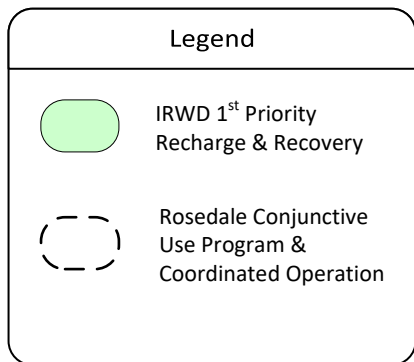 Legend
IRWD 1st Priority
Recharge & Recovery
Rosedale Conjunctive
Use Program &
Coordinated Operation